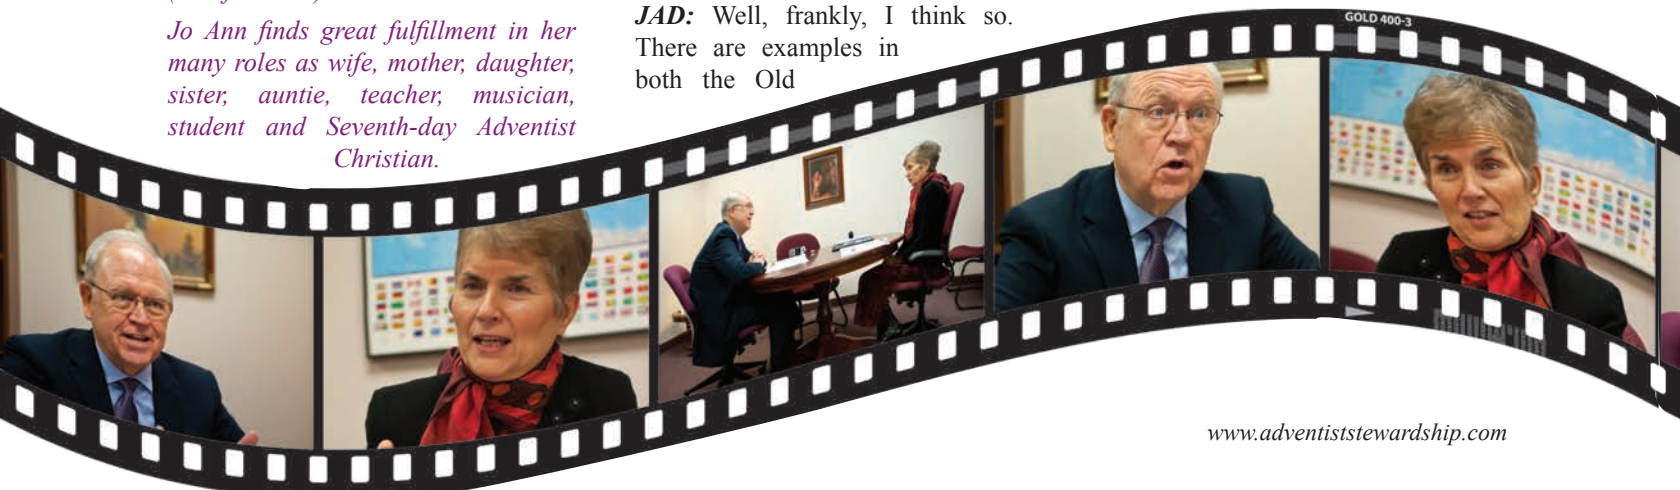 Jo Ann finds great fulfillment in her
many roles as wife, mother, daughter,
sister, auntie, teacher, musician,
student and Seventh-day Adventist
Christian.
JAD: Well, frankly, I think so.
There are examples in
both the Old
GOLD 400-3
www.adventiststewardship.com